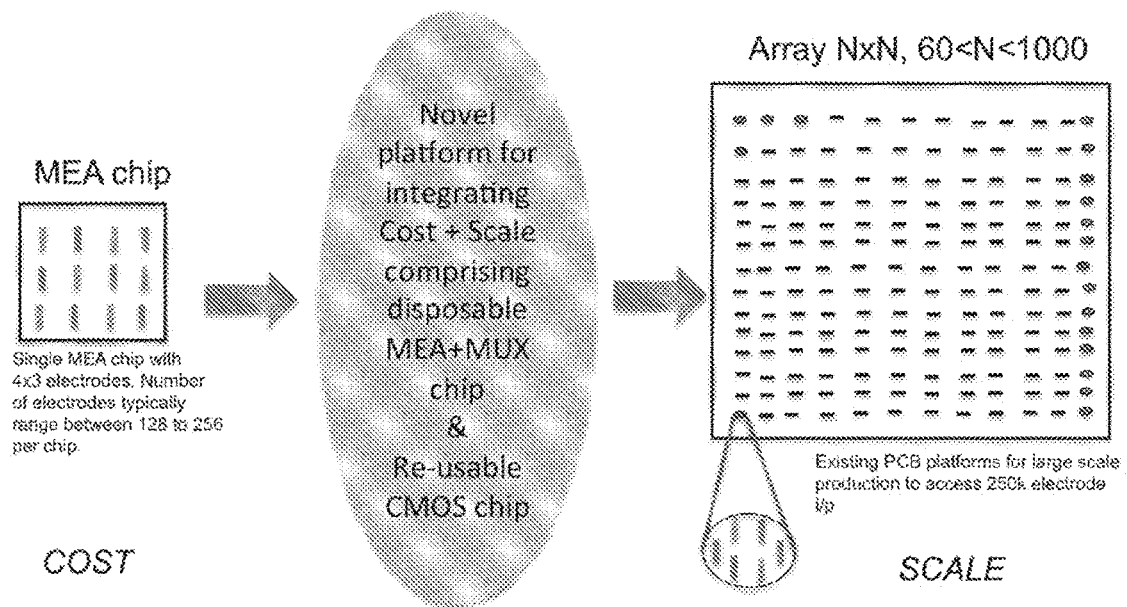 MEA chip
Single MEA chip with
4x3 electrodes. Number
of electrodes typically
range between 128 to 256
per chip.
COST
Novel
platform for
integrating
Cost + Scale
comprising
disposable
MEA+MUX
chip
&
Re-usable
CMOS chip
Array NxN, 60<N<1000
Existing PCB platforms for large scale
production to access 250k electrode
i/p
SCALE